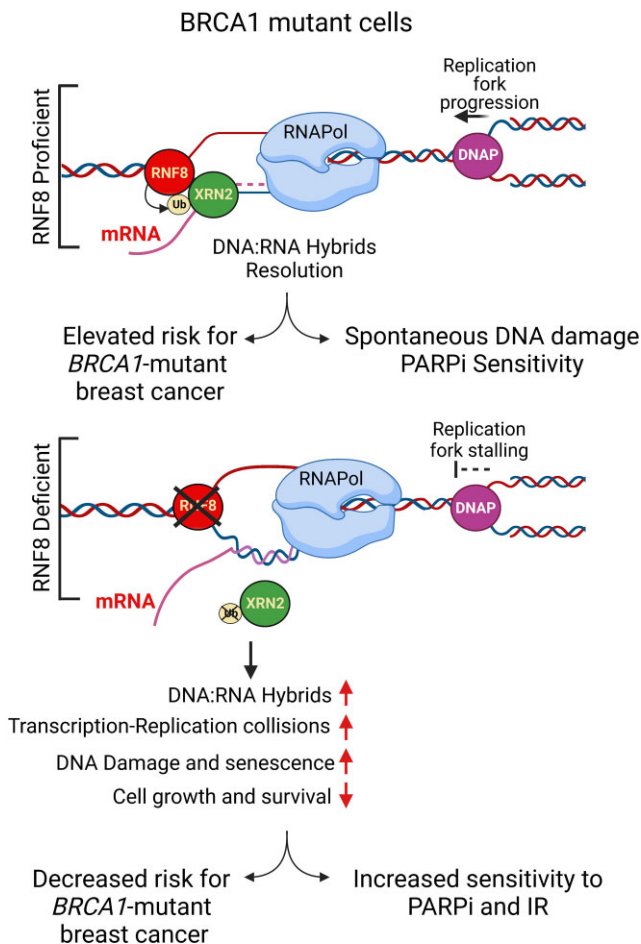 BRCA1 mutant cells
RNF8 Proficient
Replication
fork
progression
RNAPol
DNAP
RNF8
Ub
XRN2
mRNA
DNA:RNA Hybrids
Resolution
Elevated risk for
BRCA1-mutant
breast cancer
Spontaneous DNA damage
PARPi Sensitivity
RNF8 Deficient
Replication
fork stalling
RNAPol
DNAP
RNF8
mRNA
Ub
XRN2
DNA:RNA Hybrids
Transcription-Replication collisions
DNA Damage and senescence
Cell growth and survival
Decreased risk for
BRCA1-mutant
breast cancer
Increased sensitivity to
PARPi and IR